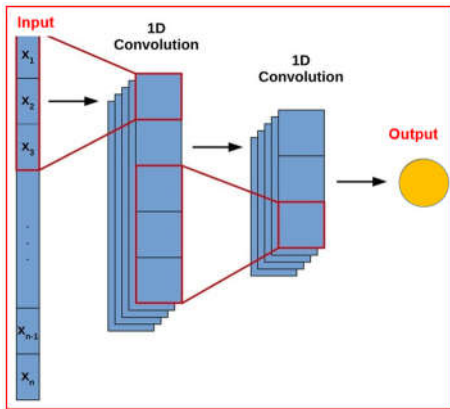 Input
1D
Convolution
1D
Convolution
Output
X1
X2
X3
.
.
.
Xn-1
Xn